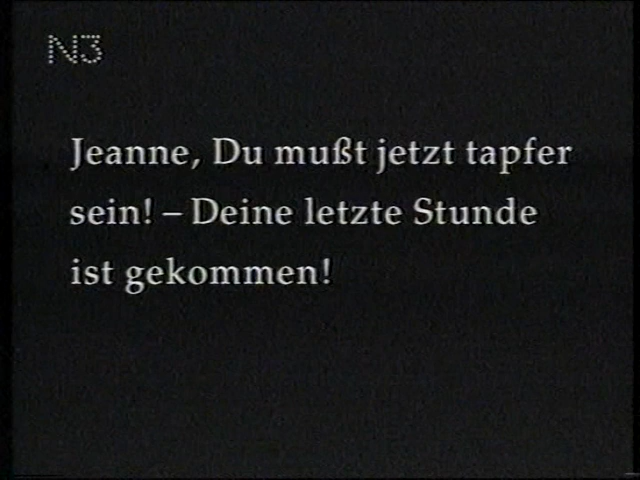 N3
Jeanne, Du mußt jetzt tapfer
sein! – Deine letzte Stunde
ist gekommen!